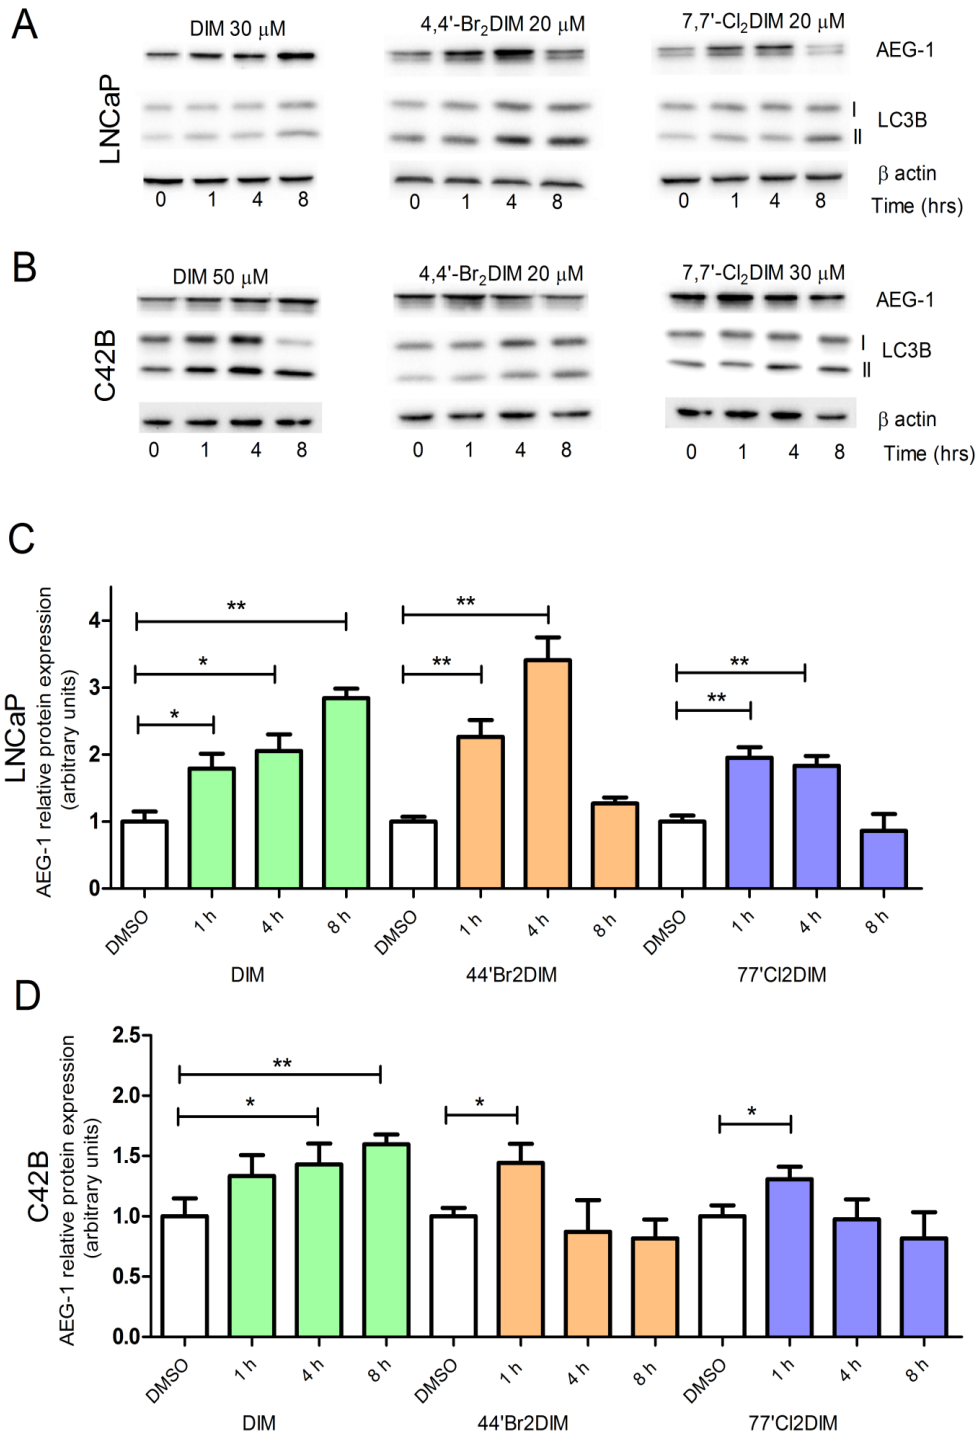 A
DIM 30 μM
4,4'-Br2DIM 20 μM
7,7'-Cl2DIM 20 μM
LNCaP
AEG-1
I
LC3B
II
β actin
0 1 4 8
0 1 4 8
0 1 4 8
Time (hrs)
B
DIM 50 μM
4,4'-Br2DIM 20 μM
7,7'-Cl2DIM 30 μM
C42B
AEG-1
I
LC3B
II
β actin
0 1 4 8
0 1 4 8
0 1 4 8
Time (hrs)
C
LNCaP
AEG-1 relative protein expression
(arbitrary units)
4
3
2
1
0
** * *
** **
** **
DMSO 1 h 4 h 8 h
DMSO 1 h 4 h 8 h
DMSO 1 h 4 h 8 h
DIM
44'Br2DIM
77'Cl2DIM
D
C42B
AEG-1 relative protein expression
(arbitrary units)
2.5
2.0
1.5
1.0
0.5
0.0
** *
*
*
DMSO 1 h 4 h 8 h
DMSO 1 h 4 h 8 h
DMSO 1 h 4 h 8 h
DIM
44'Br2DIM
77'Cl2DIM